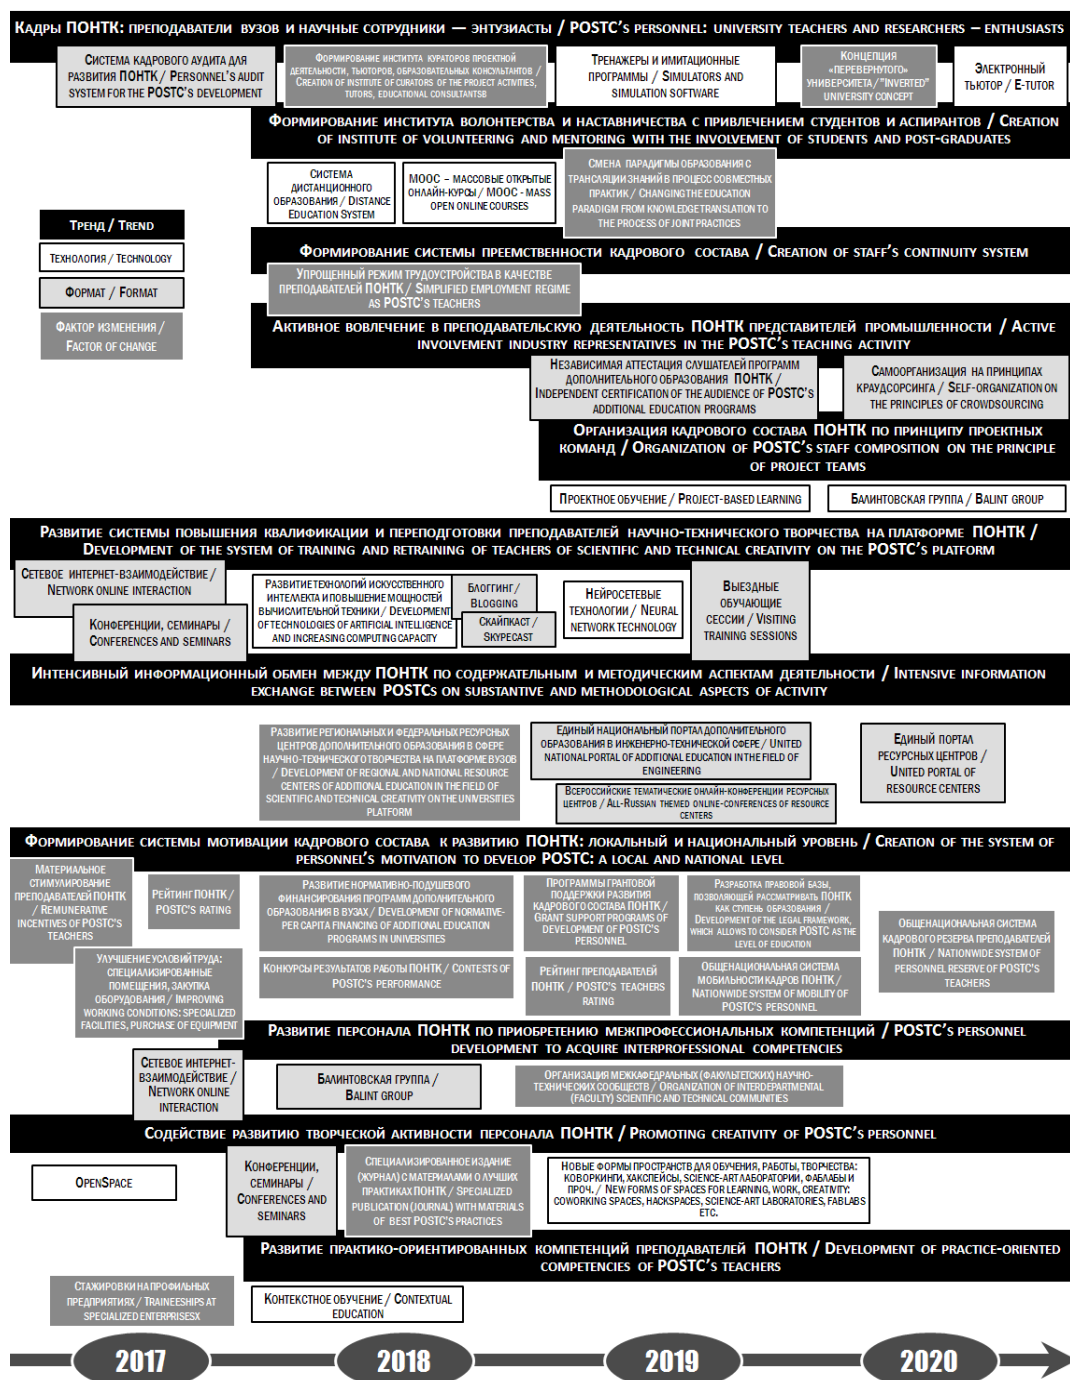 Кадры ПОНТК: преподаватели вузов и научные сотрудники — энтузиасты / POSTC's personnel: university teachers and researchers – enthusiasts
Система кадрового аудита для
развития ПОНТК / Personnel's audit
system for the POSTC's development
Формирование института кураторов проектной
деятельности, тьюторов, образовательных консультантов /
Creation of institute of curators of the project activities,
tutors, educational consultantsв
Тренажеры и имитационные
программы / Simulators and
simulation software
Концепция
«перевернутого»
университета / "Inverted"
university concept
Электронный
тьютор / E-tutor
Формирование института волонтерства и наставничества с привлечением студентов и аспирантов / Creation
of institute of volunteering and mentoring with the involvement of students and post-graduates
Система
дистанционного
образования / Distance
Education System
МООС – массовые открытые
онлайн-курсы / MOOC - mass
open online courses
Смена парадигмы образования с
трансляции знаний в процесс совместных
практик / Changing the education
paradigm from knowledge translation to
the process of joint practices
Тренд / Trend
Технология / Technology
Формат / Format
Фактор изменения /
Factor of change
Формирование системы преемственности кадрового состава / Creation of staff's continuity system
Упрощенный режим трудоустройства в качестве
преподавателей ПОНТК / Simplified employment regime
as POSTC's teachers
Активное вовлечение в преподавательскую деятельность ПОНТК представителей промышленности / Active
involvement industry representatives in the POSTC's teaching activity
Независимая аттестация слушателей программ
дополнительного образования ПОНТК /
Independent certification of the audience of POSTC's
additional education programs
Самоорганизация на принципах
краудсорсинга / Self-organization on
the principles of crowdsourcing
Организация кадрового состава ПОНТК по принципу проектных
команд / Organization of POSTC's staff composition on the principle
of project teams
Проектное обучение / Project-based learning
Балинтовская группа / Balint group
Развитие системы повышения квалификации и переподготовки преподавателей научно-технического творчества на платформе ПОНТК /
Development of the system of training and retraining of teachers of scientific and technical creativity on the POSTC's platform
Сетевое интернет-взаимодействие /
Network online interaction
Конференции, семинары /
Conferences and seminars
Развитие технологий искусственного
интеллекта и повышение мощностей
вычислительной техники / Development
of technologies of artificial intelligence
and increasing computing capacity
Блоггинг /
Blogging
Скайпкаст /
Skypecast
Нейросетевые
технологии / Neural
network technology
Выездные
обучающие
сессии / Visiting
training sessions
Интенсивный информационный обмен между ПОНТК по содержательным и методическим аспектам деятельности / Intensive information
exchange between POSTCs on substantive and methodological aspects of activity
Развитие региональных и федеральных ресурсных
центров дополнительного образования в сфере
научно-технического творчества на платформе вузов
/ Development of regional and national resource
centers of additional education in the field of
scientific and technical creativity on the universities
platform
Единый национальный портал дополнительного
образования в инженерно-технической сфере / United
national portal of additional education in the field of
engineering
Всероссийские тематические онлайн-конференции ресурсных
центров / All-Russian themed online-conferences of resource
centers
Единый портал
ресурсных центров /
United portal of
resource centers
Формирование системы мотивации кадрового состава к развитию ПОНТК: локальный и национальный уровень / Creation of the system of
personnel's motivation to develop POSTC: a local and national level
Материальное
стимулирование
преподавателей ПОНТК
/ Remunerative
incentives of POSTC's
teachers
Рейтинг ПОНТК /
POSTC's rating
Развитие нормативно-подушевого
финансирования программ дополнительного
образования в вузах / Development of normative-
per capita financing of additional education
programs in universities
Программы грантовой
поддержки развития
кадрового состава ПОНТК /
Grant support programs of
development of POSTC's
personnel
Разработка правовой базы,
позволяющей рассматривать ПОНТК
как ступень образования /
Development of the legal framework,
which allows to consider POSTC as the
level of education
Общенациональная система
кадрового резерва преподавателей
ПОНТК / Nationwide system of
personnel reserve of POSTC's
teachers
Улучшение условий труда:
специализированные
помещения, закупка
оборудования / Improving
working conditions: specialized
facilities, purchase of equipment
Конкурсы результатов работы ПОНТК / Contests of
POSTC's performance
Рейтинг преподавателей
ПОНТК / POSTC's teachers
rating
Общенациональная система
мобильности кадров ПОНТК /
Nationwide system of mobility of
POSTC's personnel
Развитие персонала ПОНТК по приобретению межпрофессиональных компетенций / POSTC's personnel
development to acquire interprofessional competencies
Сетевое интернет-
взаимодействие /
Network online
interaction
Балинтовская группа /
Balint group
Организация межкафедральных (факультетских) научно-
технических сообществ / Organization of interdepartmental
(faculty) scientific and technical communities
Содействие развитию творческой активности персонала ПОНТК / Promoting creativity of POSTC's personnel
OpenSpace
Конференции,
семинары /
Conferences and
seminars
Специализированное издание
(журнал) с материалами о лучших
практиках ПОНТК / Specialized
publication (journal) with materials
of best POSTC's practices
Новые формы пространств для обучения, работы, творчества:
коворкинги, хакспейсы, science-art лаборатории, фаблабы и
проч. / New forms of spaces for learning, work, creativity:
coworking spaces, hackspaces, science-art laboratories, fablabs
etc.
Развитие практико-ориентированных компетенций преподавателей ПОНТК / Development of practice-oriented
competencies of POSTC's teachers
Стажировки на профильных
предприятиях / Traineeships at
specialized enterprisesх
Контекстное обучение / Contextual
education
2017
2018
2019
2020